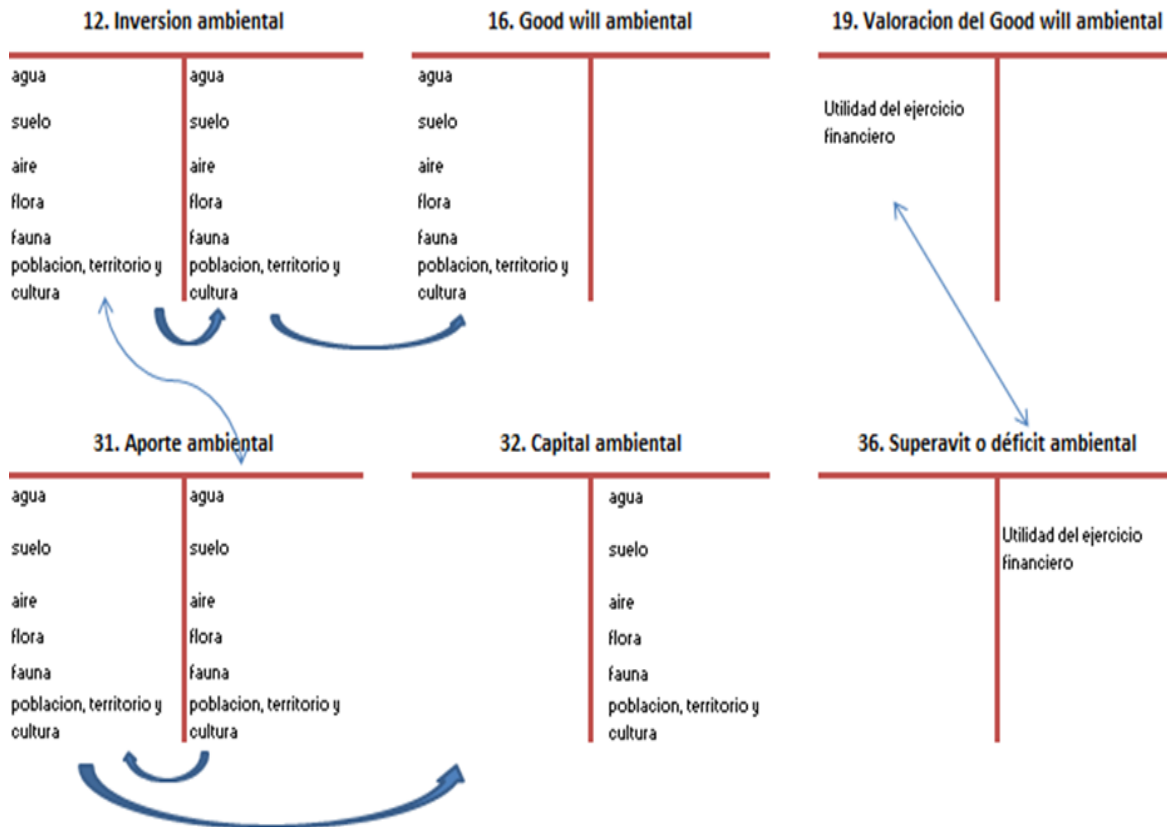 12. Inversion ambiental
agua
suelo
aire
flora
fauna
poblacion, territorio y
cultura
agua
suelo
aire
flora
fauna
poblacion, territorio y
cultura
16. Good will ambiental
agua
suelo
aire
flora
fauna
poblacion, territorio y
cultura
19. Valoracion del Good will ambiental
Utilidad del ejercicio
financiero
31. Aporte ambiental
agua
suelo
aire
flora
fauna
poblacion, territorio y
cultura
agua
suelo
aire
flora
fauna
poblacion, territorio y
cultura
32. Capital ambiental
agua
suelo
aire
flora
fauna
poblacion, territorio y
cultura
36. Superavit o déficit ambiental
Utilidad del ejercicio
financiero